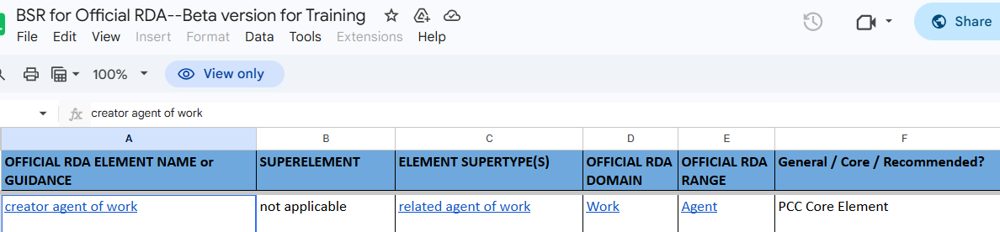 BSR for Official RDA--Beta version for Training
File Edit View Insert Format Data Tools Extensions Help
Share
100% View only
fx creator agent of work
A B C D E F
OFFICIAL RDA ELEMENT NAME or GUIDANCE SUPERELEMENT ELEMENT SUPERTYPE(S) OFFICIAL RDA DOMAIN OFFICIAL RDA RANGE General / Core / Recommended?
creator agent of work not applicable related agent of work Work Agent PCC Core Element